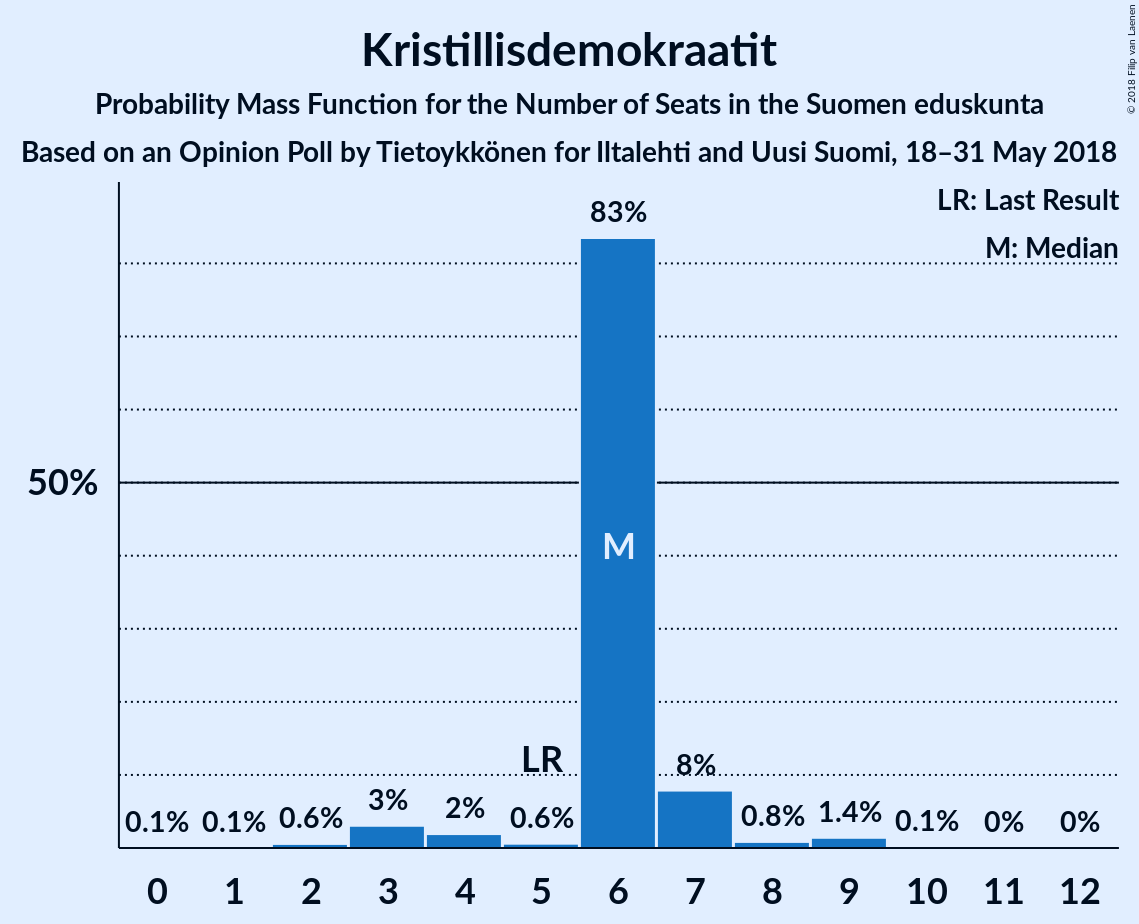 Kristillisdemokraatit
Probability Mass Function for the Number of Seats in the Suomen eduskunta
Based on an Opinion Poll by Tietoykkönen for Iltalehti and Uusi Suomi, 18–31 May 2018
© 2018 Filip van Laenen
LR: Last Result
M: Median
83%
50%
M
LR
8%
0.1% 0.1% 0.6% 3% 2% 0.6% 0.8% 1.4% 0.1% 0% 0%
0 1 2 3 4 5 6 7 8 9 10 11 12